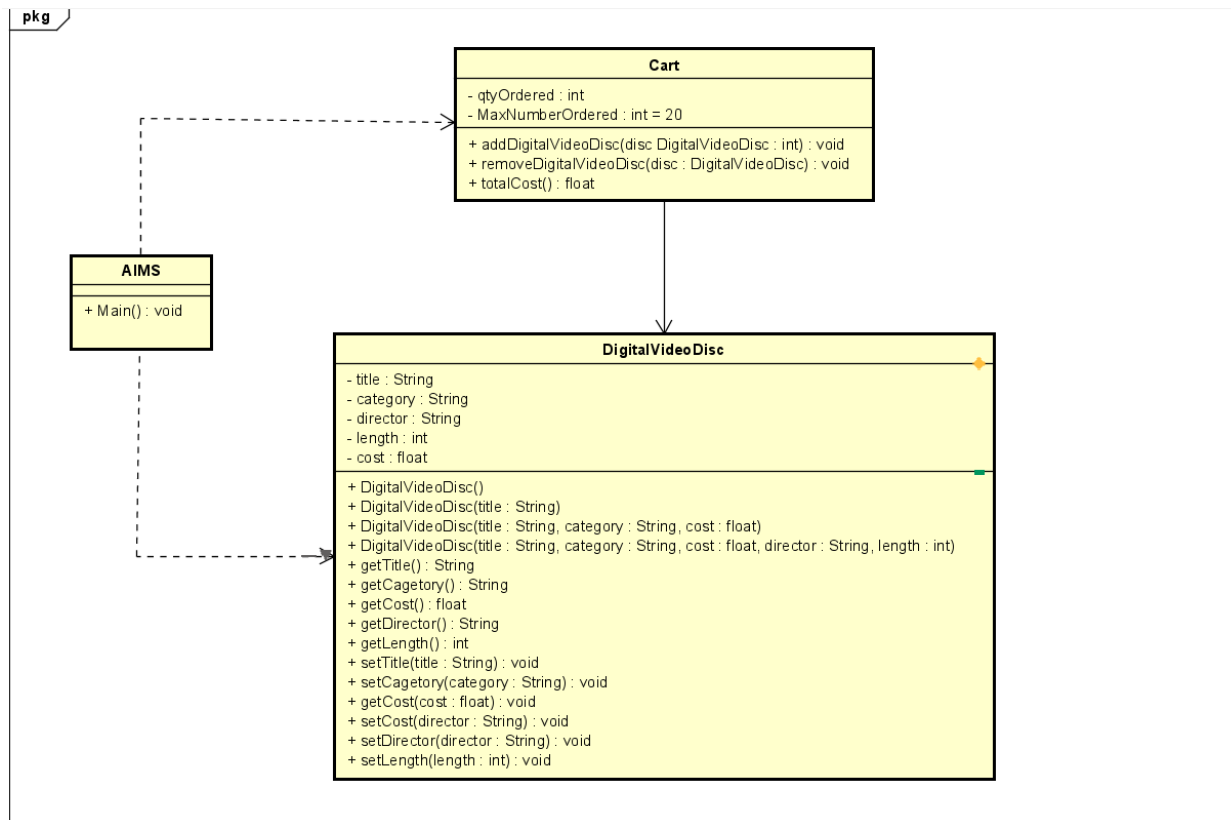 pkg
Cart
- qtyOrdered : int
- MaxNumberOrdered : int = 20
+ addDigitalVideoDisc(disc DigitalVideoDisc : int) : void
+ removeDigitalVideoDisc(disc : DigitalVideoDisc) : void
+ totalCost() : float
AIMS
+ Main() : void
DigitalVideoDisc
- title : String
- category : String
- director : String
- length : int
- cost : float
+ DigitalVideoDisc()
+ DigitalVideoDisc(title : String)
+ DigitalVideoDisc(title : String, category : String, cost : float)
+ DigitalVideoDisc(title : String, category : String, cost : float, director : String, length : int)
+ getTitle() : String
+ getCagetory() : String
+ getCost() : float
+ getDirector() : String
+ getLength() : int
+ setTitle(title : String) : void
+ setCagetory(category : String) : void
+ getCost(cost : float) : void
+ setCost(director : String) : void
+ setDirector(director : String) : void
+ setLength(length : int) : void